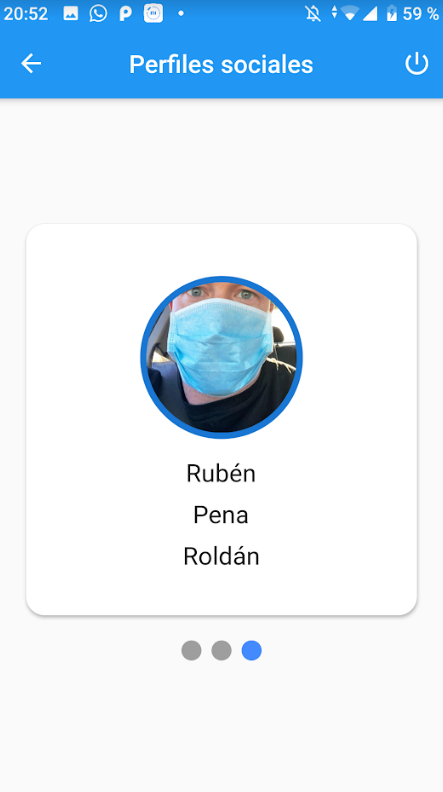 20:52 59 %
Perfiles sociales
Rubén
Pena
Roldán